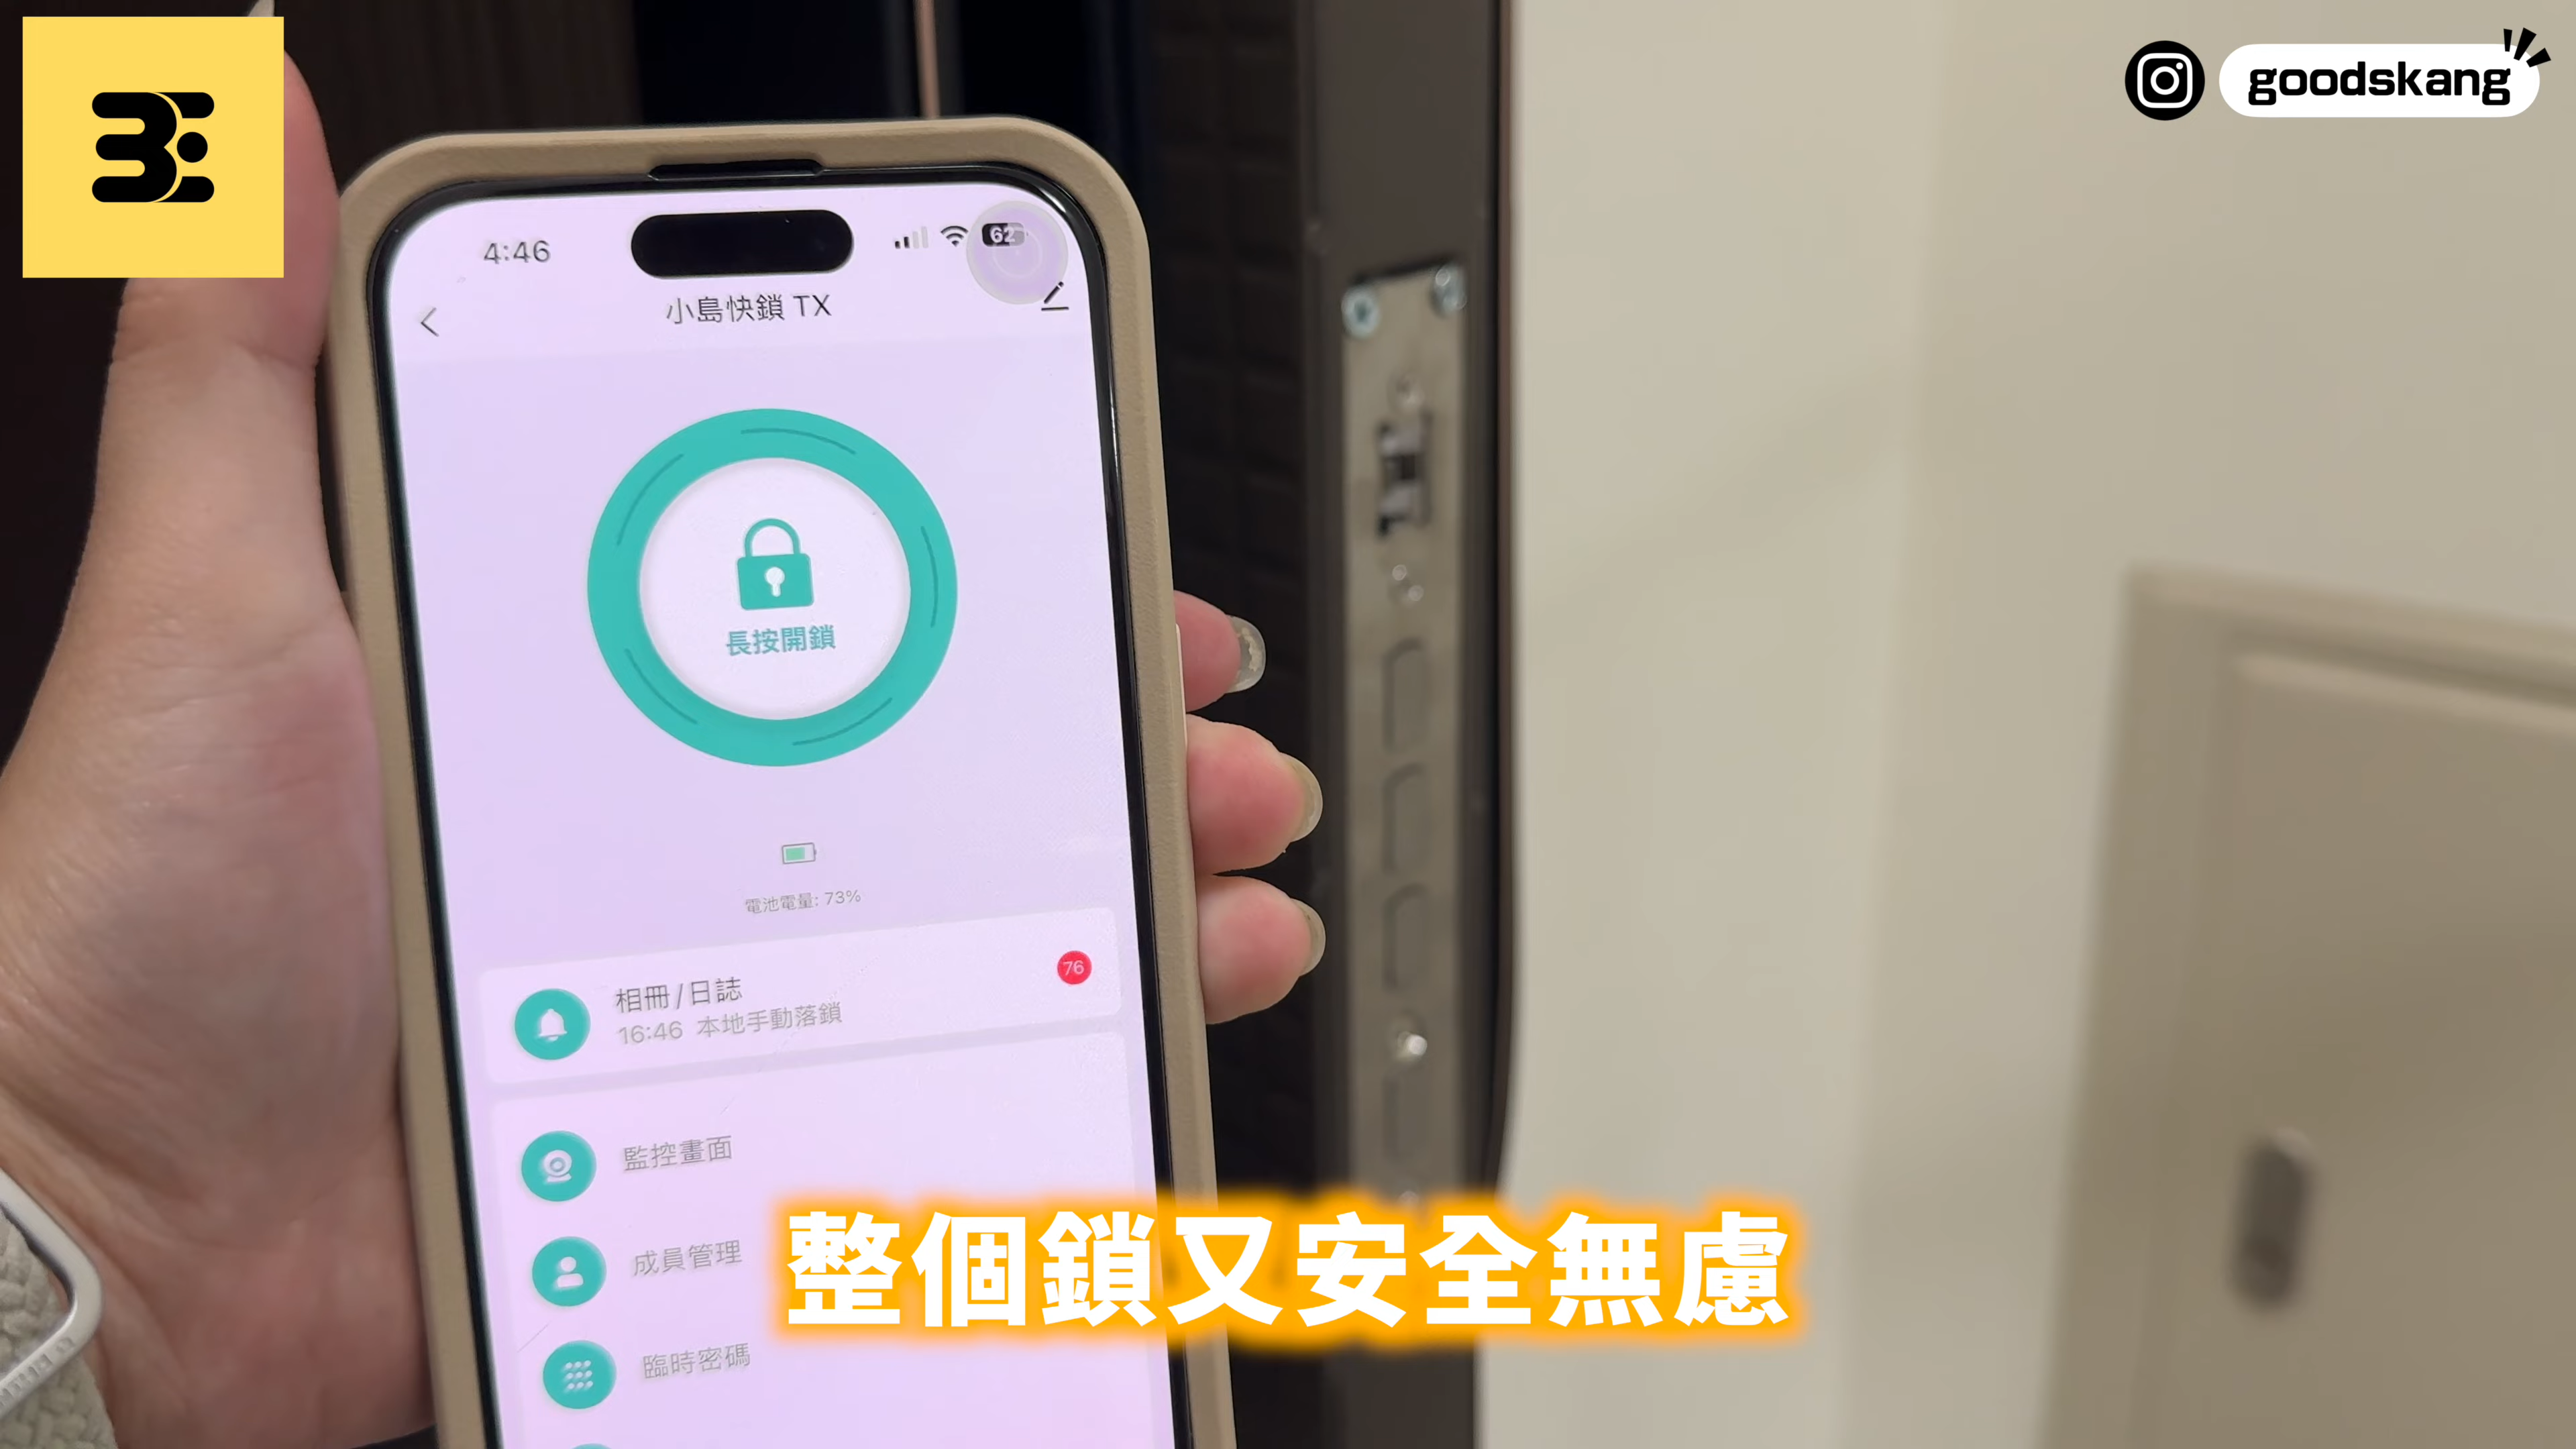 goodskang
4:46
62
小島快鎖 TX
長按開鎖
電池電量: 73%
相冊/日誌
76
16:46 本地手動落鎖
監控畫面
成員管理
臨時密碼
整個鎖又安全無慮